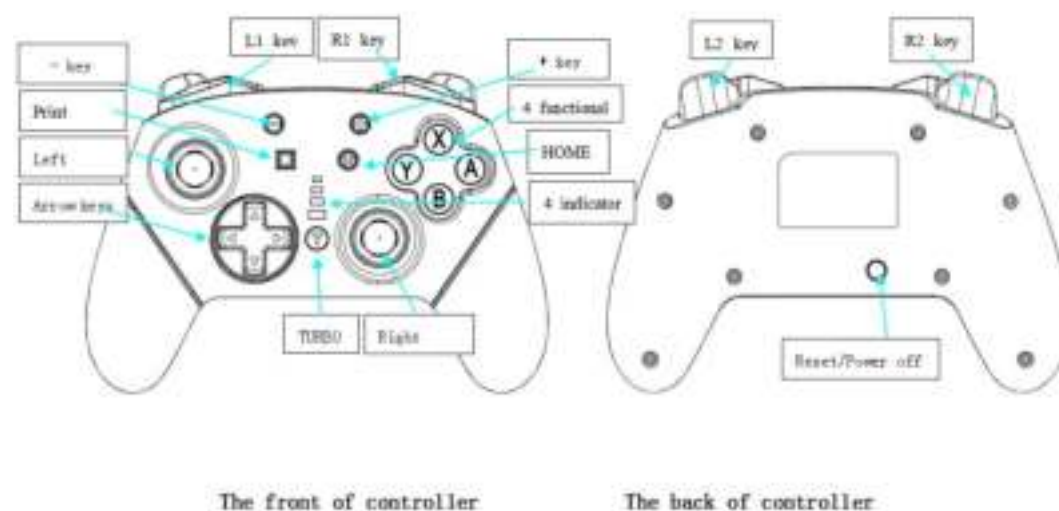 L1 key
R1 key
L2 key
R2 key
- key
+ key
Print
4 functional
Left
HOME
Arrow keys
4 indicator
X
Y
A
B
T
TURBO
Right
Reset/Power off
The front of controller
The back of controller